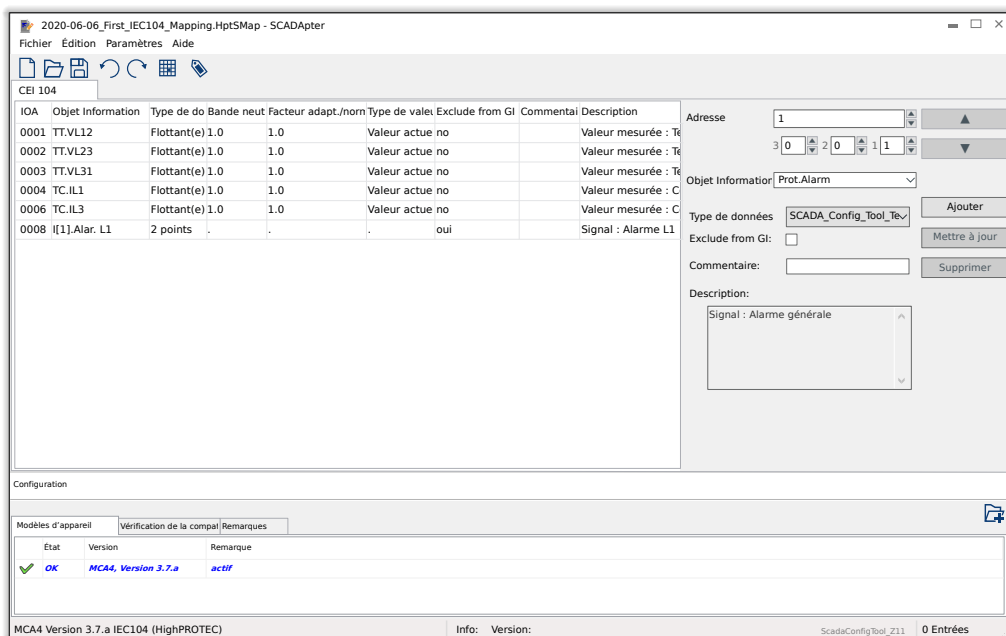 2020-06-06_First_IEC104_Mapping.HptSMap - SCADApter
Fichier Édition Paramètres Aide
CEI 104
IOA Objet Information Type de do Bande neut Facteur adapt./norn Type de valeu Exclude from GI Commentai Description
0001 TT.VL12 Flottant(e) 1.0 1.0 Valeur actue no Valeur mesurée : Te
0002 TT.VL23 Flottant(e) 1.0 1.0 Valeur actue no Valeur mesurée : Te
0003 TT.VL31 Flottant(e) 1.0 1.0 Valeur actue no Valeur mesurée : Te
0004 TC.IL1 Flottant(e) 1.0 1.0 Valeur actue no Valeur mesurée : C
0006 TC.IL3 Flottant(e) 1.0 1.0 Valeur actue no Valeur mesurée : C
0008 I[1].Alar. L1 2 points . . . oui Signal : Alarme L1
Adresse 1
3 0 2 0 1 1
Objet Information Prot.Alarm
Ajouter
Type de données SCADA_Config_Tool_Te
Mettre à jour
Exclude from GI:
Commentaire:
Supprimer
Description:
Signal : Alarme générale
Configuration
Modèles d’appareil Vérification de la compat Remarques
État Version Remarque
OK MCA4, Version 3.7.a actif
MCA4 Version 3.7.a IEC104 (HighPROTEC) Info: Version: ScadaConfigTool_Z11 0 Entrées